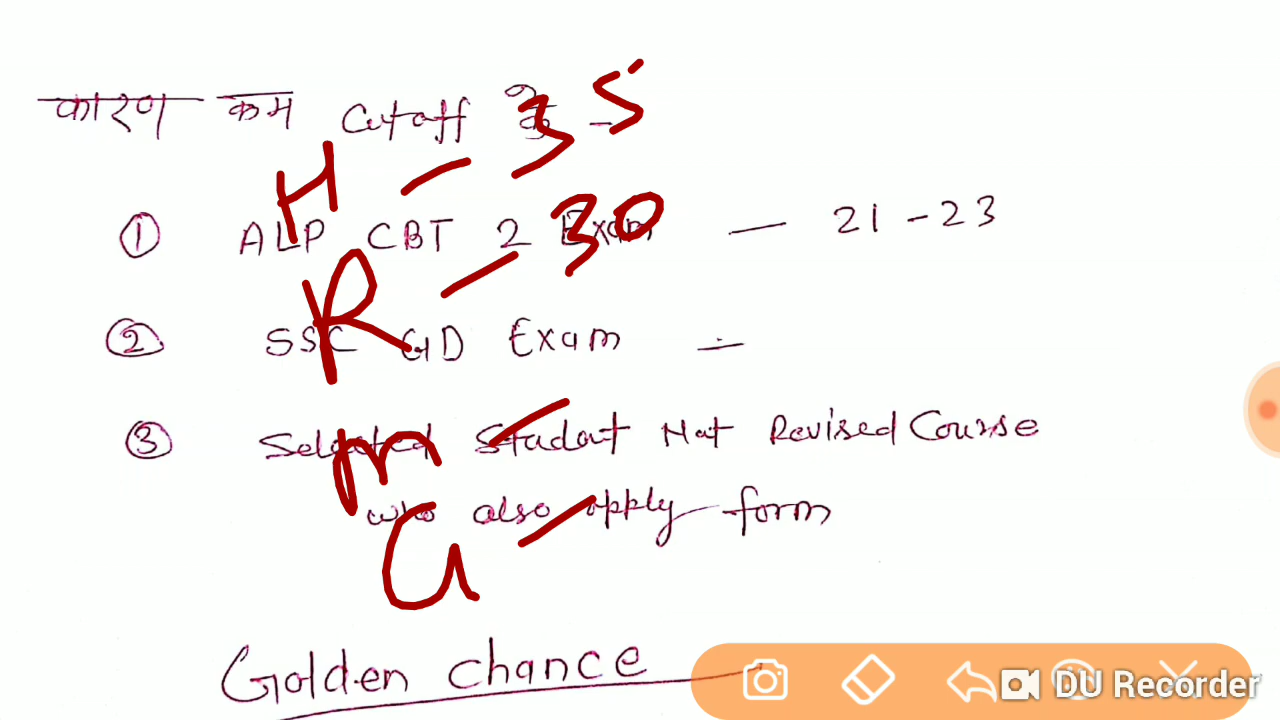 कारण कम Cutoff के -
H - 35
① ALP CBT 2 Exam — 21 - 23
R - 30
② SSC GD Exam -
③ Selected Studant Not Revised Course
m -
who also apply form
G -
Golden chance
DU Recorder